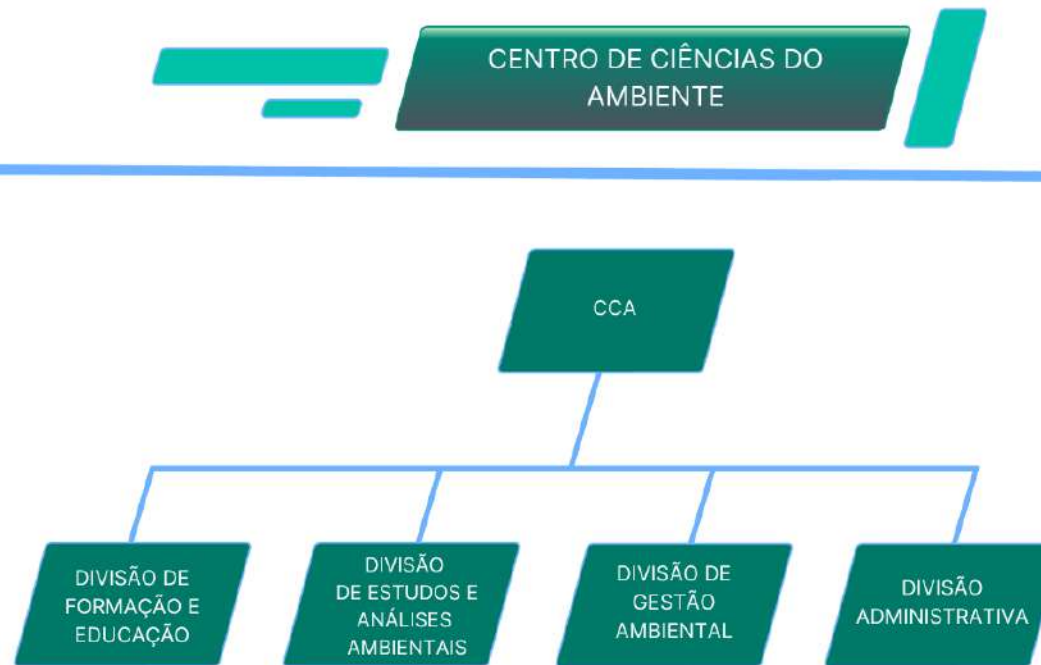 CENTRO DE CIÊNCIAS DO
AMBIENTE
CCA
DIVISÃO DE
FORMAÇÃO E
EDUCAÇÃO
DIVISÃO
DE ESTUDOS E
ANÁLISES
AMBIENTAIS
DIVISÃO DE
GESTÃO
AMBIENTAL
DIVISÃO
ADMINISTRATIVA